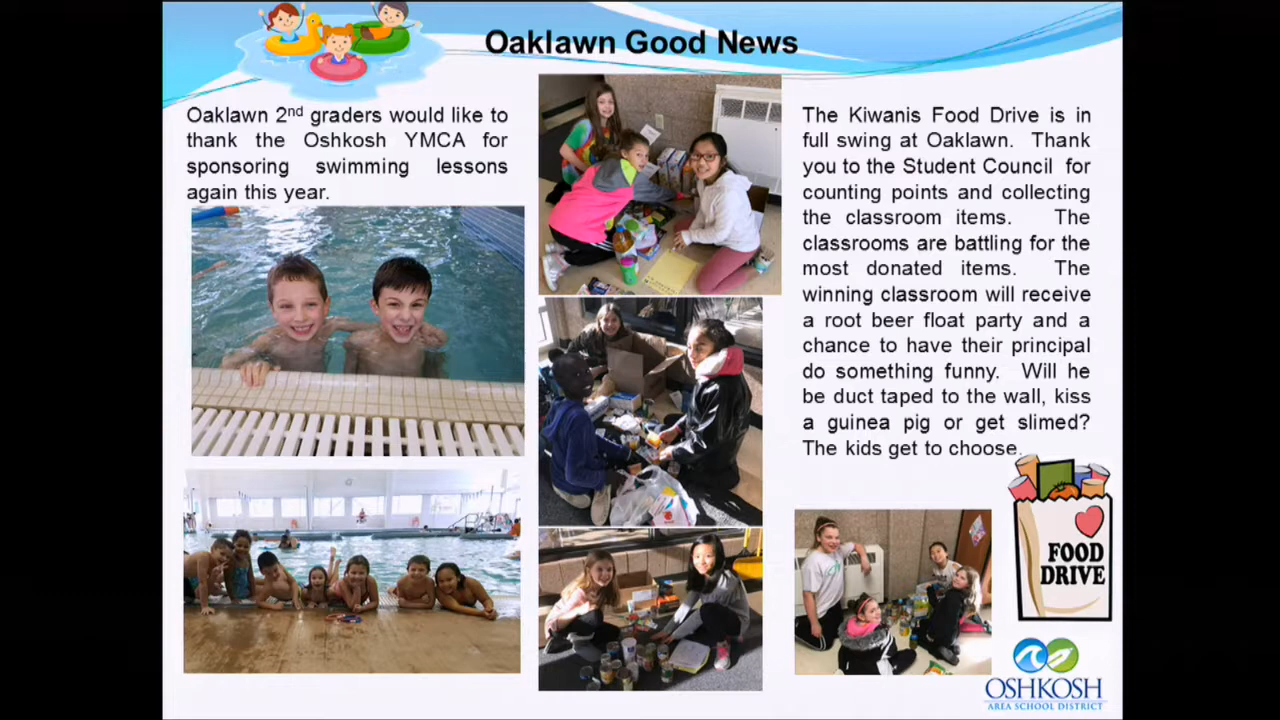 Oaklawn Good News
Oaklawn 2nd graders would like to
thank the Oshkosh YMCA for
sponsoring swimming lessons
again this year.
The Kiwanis Food Drive is in
full swing at Oaklawn. Thank
you to the Student Council for
counting points and collecting
the classroom items. The
classrooms are battling for the
most donated items. The
winning classroom will receive
a root beer float party and a
chance to have their principal
do something funny. Will he
be duct taped to the wall, kiss
a guinea pig or get slimed?
The kids get to choose.
FOOD
DRIVE
OSHKOSH
AREA SCHOOL DISTRICT